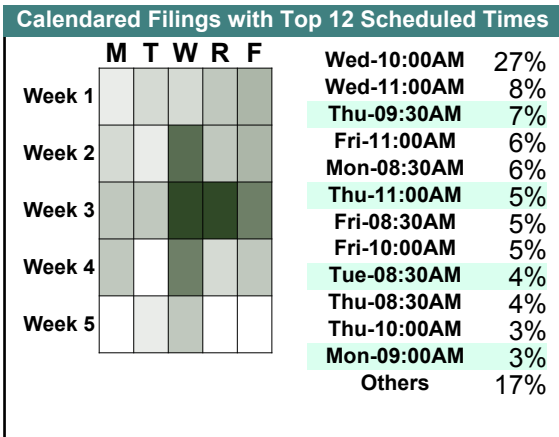 Calendared Filings with Top 12 Scheduled Times
M T W R F
Week 1
Week 2
Week 3
Week 4
Week 5
Wed-10:00AM 27%
Wed-11:00AM 8%
Thu-09:30AM 7%
Fri-11:00AM 6%
Mon-08:30AM 6%
Thu-11:00AM 5%
Fri-08:30AM 5%
Fri-10:00AM 5%
Tue-08:30AM 4%
Thu-08:30AM 4%
Thu-10:00AM 3%
Mon-09:00AM 3%
Others 17%